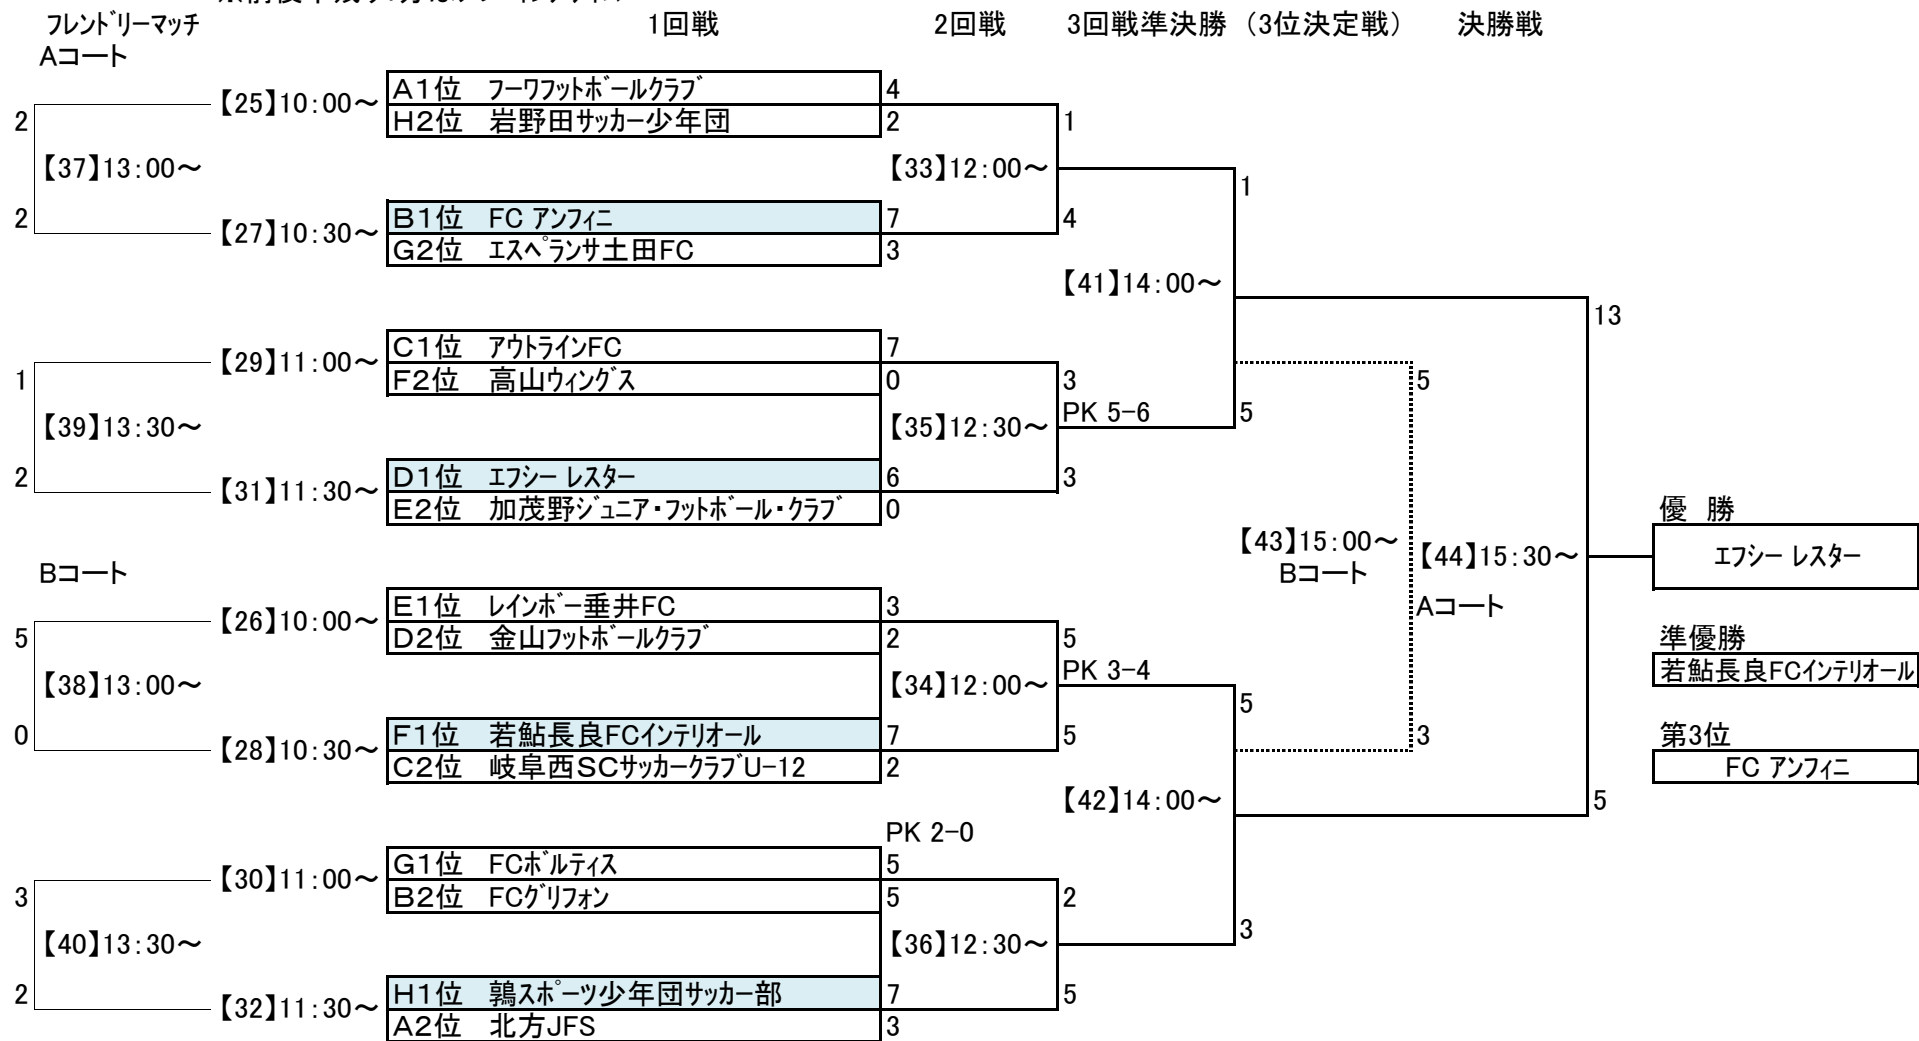 フレンドリーマッチ 1回戦 2回戦 3回戦準決勝 (3位決定戦) 決勝戦
Aコート
【25】10:00～ A1位 フーワフットボールクラブ 4
2 H2位 岩野田サッカー少年団 2 1
【37】13:00～ 【33】12:00～
1
2 【27】10:30～ B1位 FC アンフィニ 7 4
G2位 エスペランサ土田FC 3
【41】14:00～
13
【29】11:00～ C1位 アウトラインFC 7
1 F2位 高山ウィングス 0 3 5
PK 5-6 5
【39】13:30～ 【35】12:30～
2 【31】11:30～ D1位 エフシー レスター 6 3
E2位 加茂野ジュニア・フットボール・クラブ 0
優 勝
【43】15:00～ 【44】15:30～ エフシー レスター
Bコート Bコート
【26】10:00～ E1位 レインボー垂井FC 3 Aコート
5 D2位 金山フットボールクラブ 2 5 準優勝
PK 3-4 若鮎長良FCインテリオール
【38】13:00～ 【34】12:00～
5
0 【28】10:30～ F1位 若鮎長良FCインテリオール 7 5 3 第3位
C2位 岐阜西SCサッカークラブU-12 2 FC アンフィニ
【42】14:00～ 5
PK 2-0
【30】11:00～ G1位 FCボルティス 5
3 B2位 FCグリフォン 5 2
3
【40】13:30～ 【36】12:30～
2 【32】11:30～ H1位 鶉スポーツ少年団サッカー部 7 5
A2位 北方JFS 3